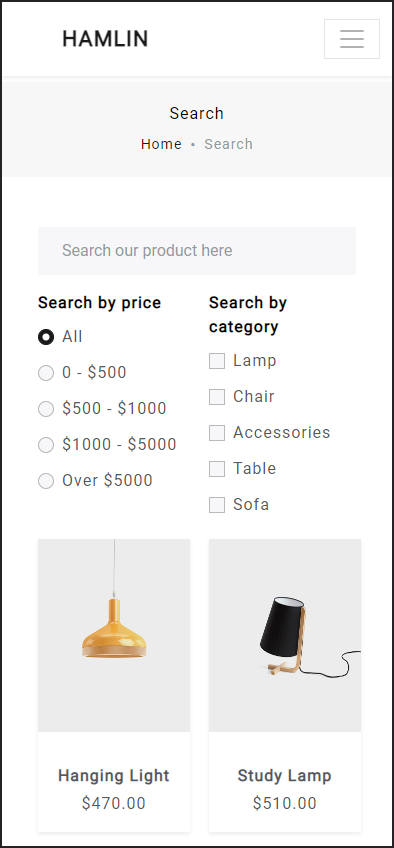 HAMLIN
Search
Home • Search
Search our product here
Search by price
All
0 - $500
$500 - $1000
$1000 - $5000
Over $5000
Search by
category
Lamp
Chair
Accessories
Table
Sofa
Hanging Light
$470.00
Study Lamp
$510.00